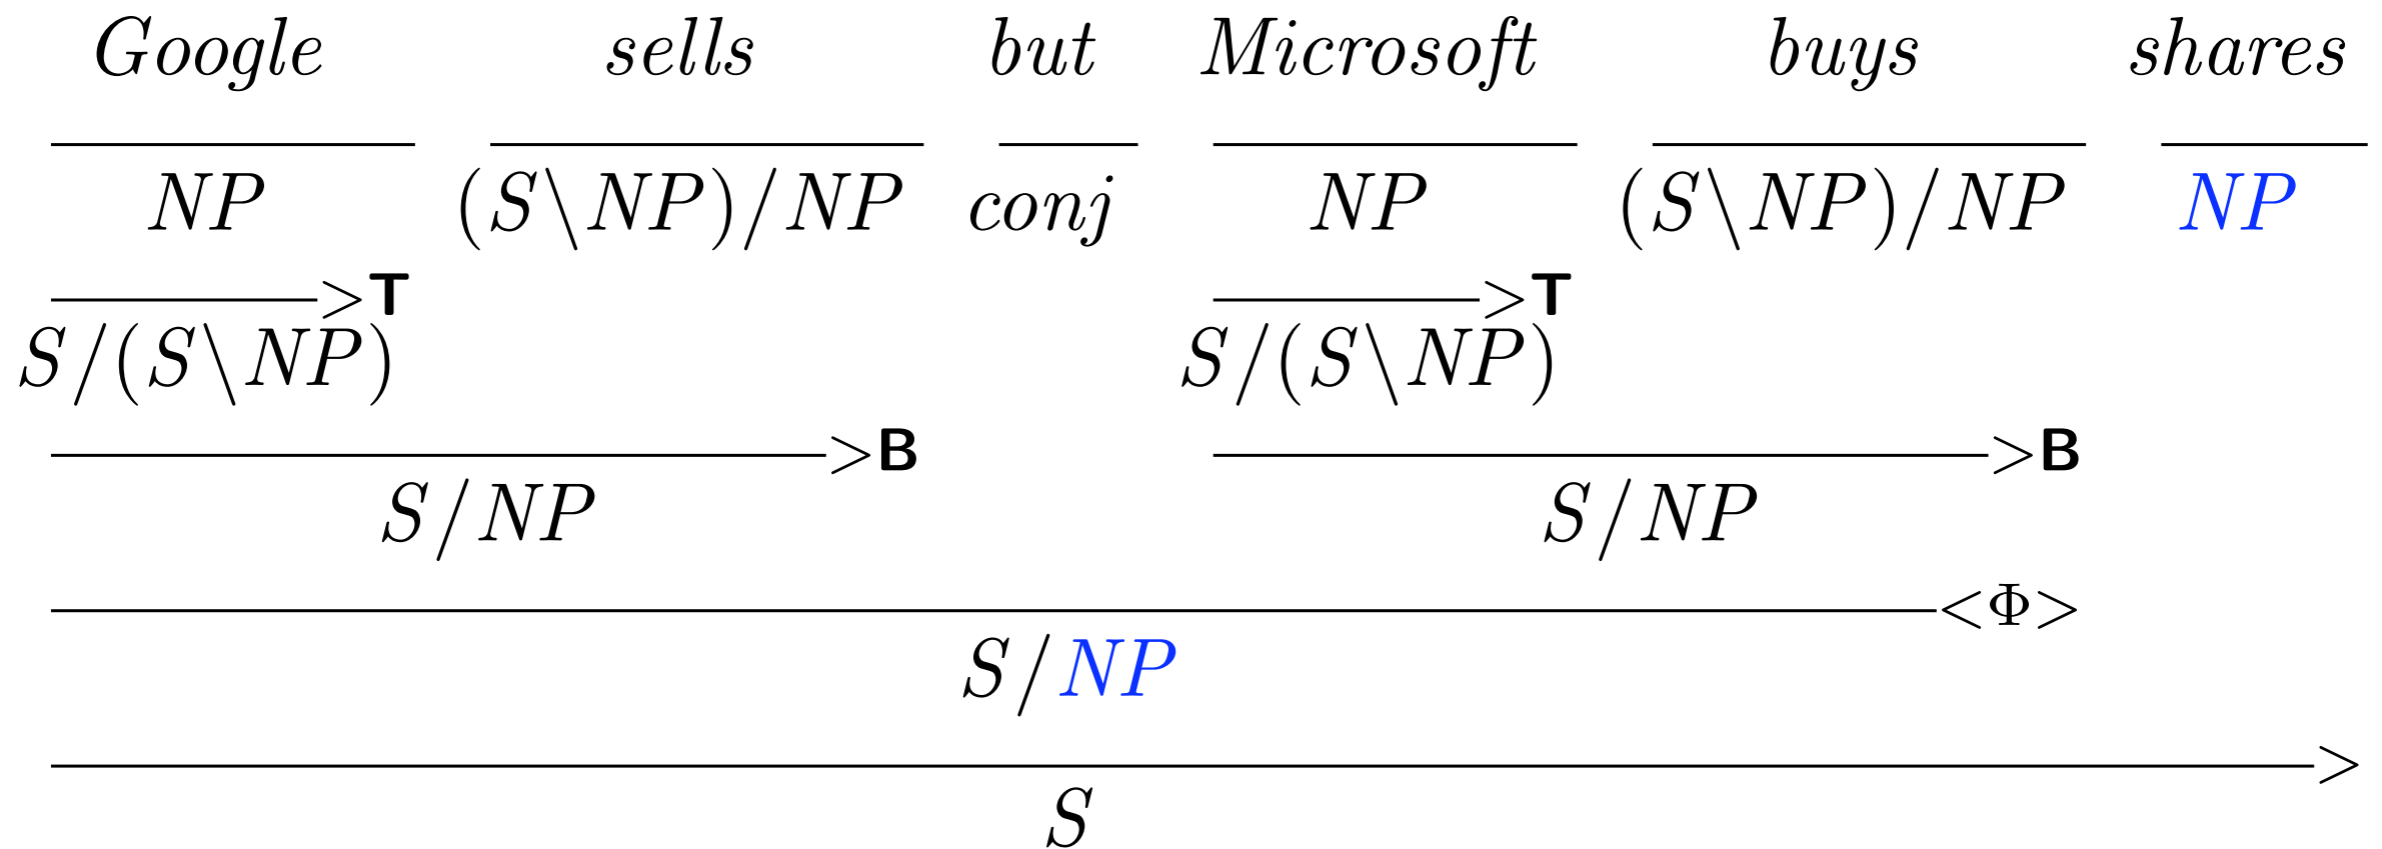 Google sells but Microsoft buys shares
NP (S\NP)/NP conj NP (S\NP)/NP NP
>T >T
S/(S\NP) S/(S\NP)
>B >B
S/NP S/NP
<Φ>
S/NP
>
S